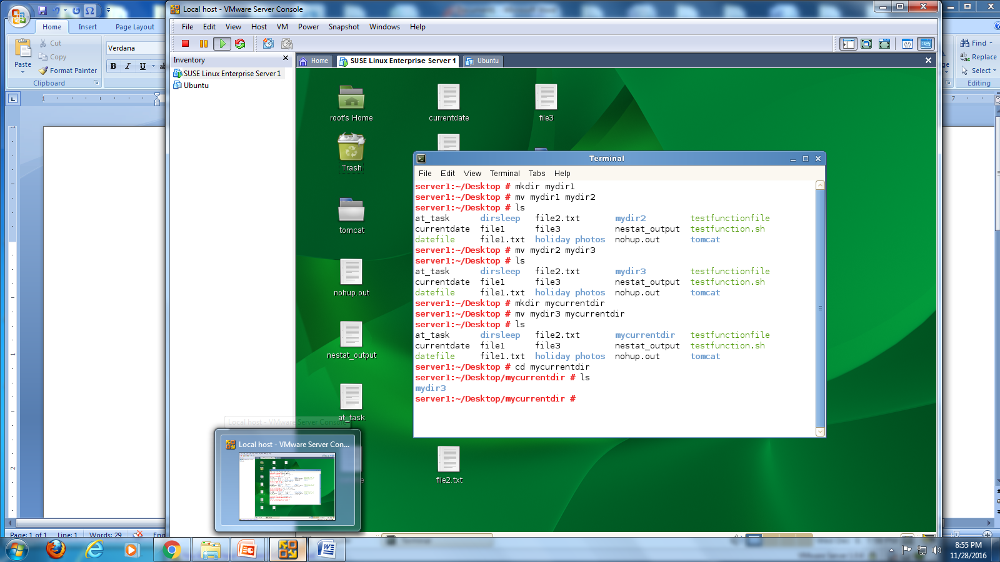 Local host - VMware Server Console
Home Insert Page Layout
File Edit View Host VM Power Snapshot Windows Help
Paste
Cut
Copy
Format Painter
Clipboard
Verdana
B I U
Find
Replace
Select
Editing
Inventory
SUSE Linux Enterprise Server 1
Ubuntu
Home SUSE Linux Enterprise Server 1 Ubuntu
root's Home
currentdate
file3
Trash
tomcat
nohup.out
nestat_output
at_task
file2.txt
Terminal
File Edit View Terminal Tabs Help
server1:~/Desktop # mkdir mydir1
server1:~/Desktop # mv mydir1 mydir2
server1:~/Desktop # ls
at_task dirsleep file2.txt mydir2 testfunctionfile
currentdate file1 file3 nestat_output testfunction.sh
datefile file1.txt holiday photos nohup.out tomcat
server1:~/Desktop # mv mydir2 mydir3
server1:~/Desktop # ls
at_task dirsleep file2.txt mydir3 testfunctionfile
currentdate file1 file3 nestat_output testfunction.sh
datefile file1.txt holiday photos nohup.out tomcat
server1:~/Desktop # mkdir mycurrentdir
server1:~/Desktop # mv mydir3 mycurrentdir
server1:~/Desktop # ls
at_task dirsleep file2.txt mycurrentdir testfunctionfile
currentdate file1 file3 nestat_output testfunction.sh
datefile file1.txt holiday photos nohup.out tomcat
server1:~/Desktop # cd mycurrentdir
server1:~/Desktop/mycurrentdir # ls
mydir3
server1:~/Desktop/mycurrentdir #
Local host - VMware Server Console
Local host - VMware Server Con...
Page: 1 of 1 Line: 1 Words: 29
Terminal
8:55 PM
11/28/2016